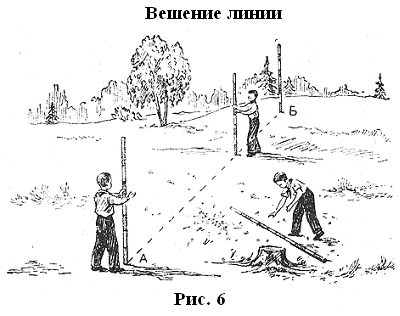 Вешение линии
Б
А
Рис. 6